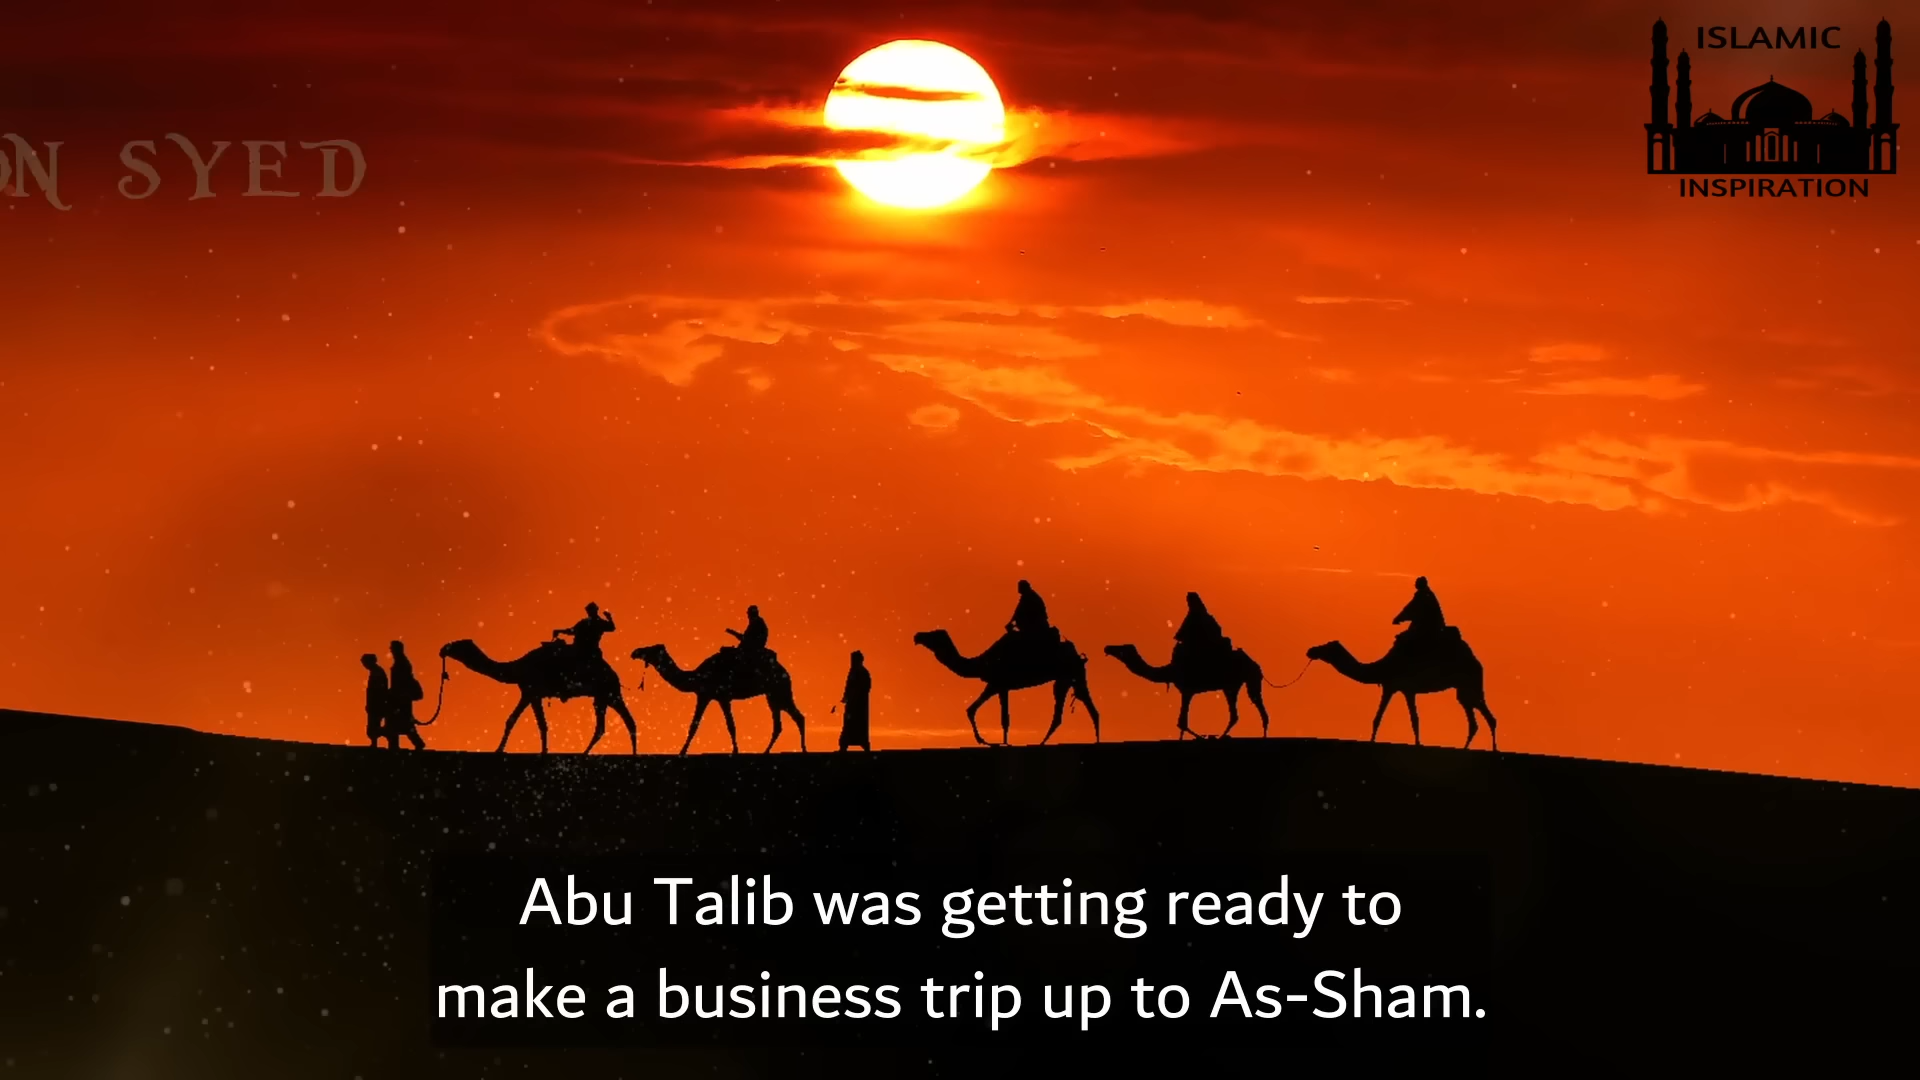 ISLAMIC
INSPIRATION
SYED
Abu Talib was getting ready to
make a business trip up to As-Sham.